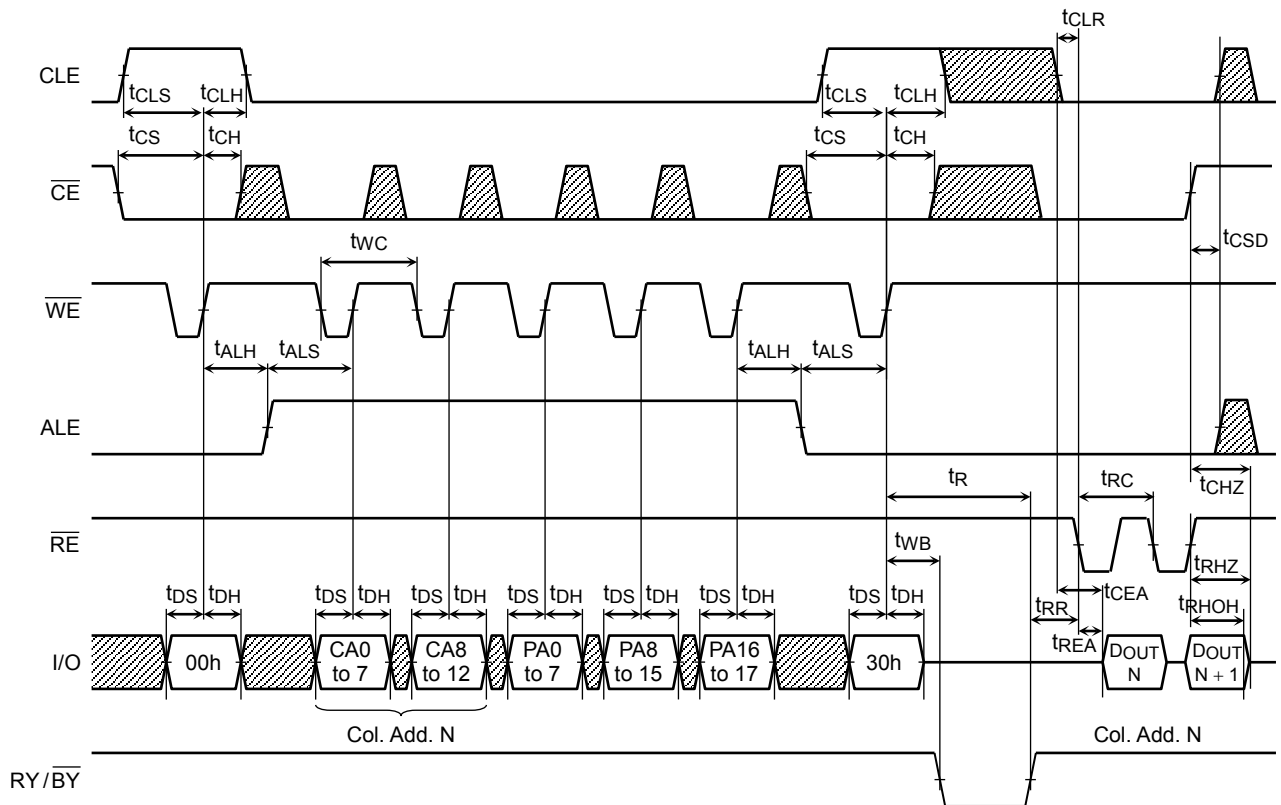 tCLR
CLE
tCLS tCLH tCLS tCLH
tCS tCH tCS tCH
CE
tWC
tCSD
WE
tALH tALS tALH tALS
ALE
tR tRC tCHZ
RE
tWB
tRHZ
tDS tDH tDS tDH tDS tDH tDS tDH tDS tDH tDS tDH tDS tDH
tCEA
tRR tRHOH
tREA
I/O
00h
CA0
to 7
CA8
to 12
PA0
to 7
PA8
to 15
PA16
to 17
30h
DOUT
N
DOUT
N + 1
Col. Add. N Col. Add. N
RY / BY